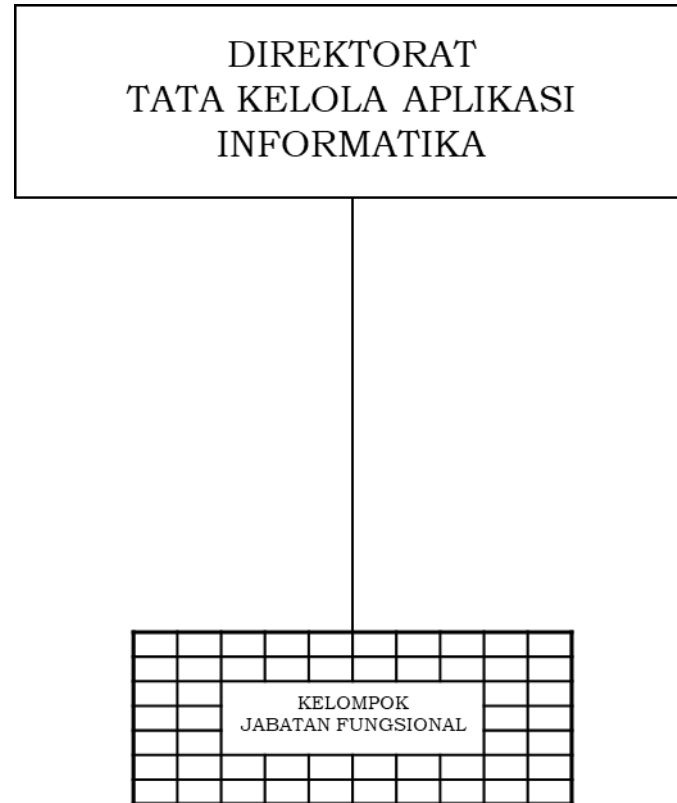 DIREKTORAT
TATA KELOLA APLIKASI
INFORMATIKA
KELOMPOK
JABATAN FUNGSIONAL